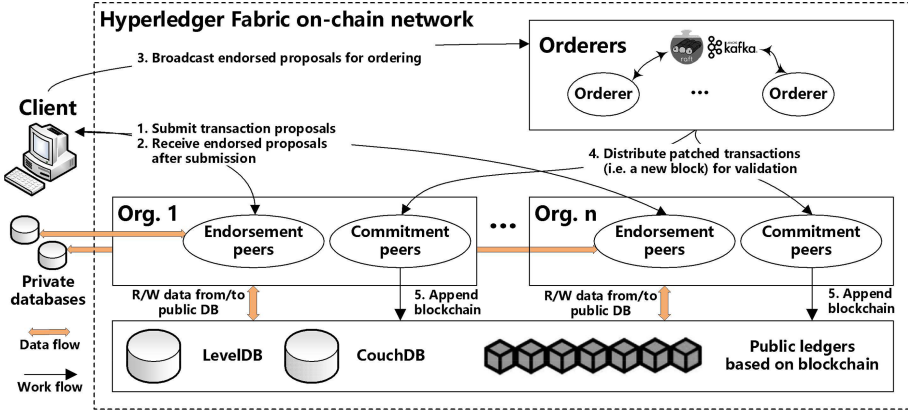 Hyperledger Fabric on-chain network
3. Broadcast endorsed proposals for ordering
Orderers
raft
kafka
Orderer
...
Orderer
Client
1. Submit transaction proposals
2. Receive endorsed proposals
after submission
4. Distribute patched transactions
(i.e. a new block) for validation
Org. 1
Endorsement
peers
Commitment
peers
...
Org. n
Endorsement
peers
Commitment
peers
Private
databases
R/W data from/to
public DB
5. Append
blockchain
R/W data from/to
public DB
5. Append
blockchain
Data flow
Work flow
LevelDB
CouchDB
Public ledgers
based on blockchain